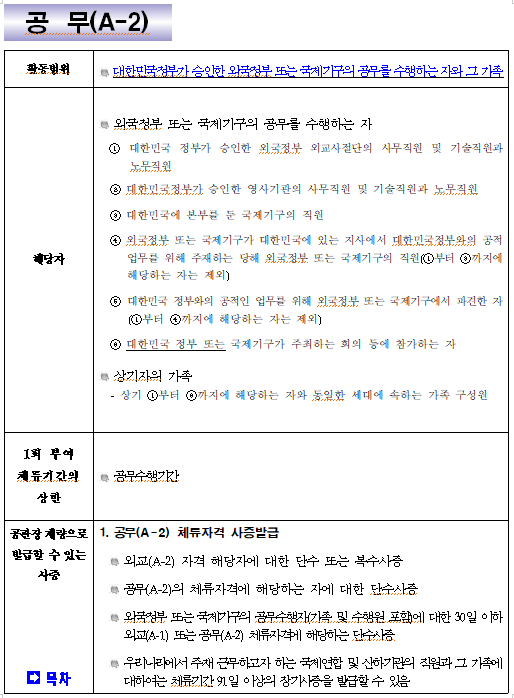 공 무(A-2)
활동범위
대한민국정부가 승인한 외국정부 또는 국제기구의 공무를 수행하는 자와 그 가족
해당자
외국정부 또는 국제기구의 공무를 수행하는 자
① 대한민국 정부가 승인한 외국정부 외교사절단의 사무직원 및 기술직원과
노무직원
② 대한민국정부가 승인한 영사기관의 사무직원 및 기술직원과 노무직원
③ 대한민국에 본부를 둔 국제기구의 직원
④ 외국정부 또는 국제기구가 대한민국에 있는 지사에서 대한민국정부와의 공적
업무를 위해 주재하는 당해 외국정부 또는 국제기구의 직원(①부터 ③까지에
해당하는 자는 제외)
⑤ 대한민국 정부와의 공적인 업무를 위해 외국정부 또는 국제기구에서 파견한 자
(①부터 ④까지에 해당하는 자는 제외)
⑥ 대한민국 정부 또는 국제기구가 주최하는 회의 등에 참가하는 자
상기자의 가족
- 상기 ①부터 ⑥까지에 해당하는 자와 동일한 세대에 속하는 가족 구성원
1회 부여
체류기간의
상한
공무수행기간
공관장 재량으로
발급할 수 있는
사증
1. 공무(A-2) 체류자격 사증발급
외교(A-2) 자격 해당자에 대한 단수 또는 복수사증
공무(A-2)의 체류자격에 해당하는 자에 대한 단수사증
외국정부 또는 국제기구의 공무수행자(가족 및 수행원 포함)에 대한 30일 이하
외교(A-1) 또는 공무(A-2) 체류자격에 해당하는 단수사증
우리나라에서 주재 근무하고자 하는 국제연합 및 산하기관의 직원과 그 가족에
대하여는 체류기간 91일 이상의 장기사증을 발급할 수 있음
목차